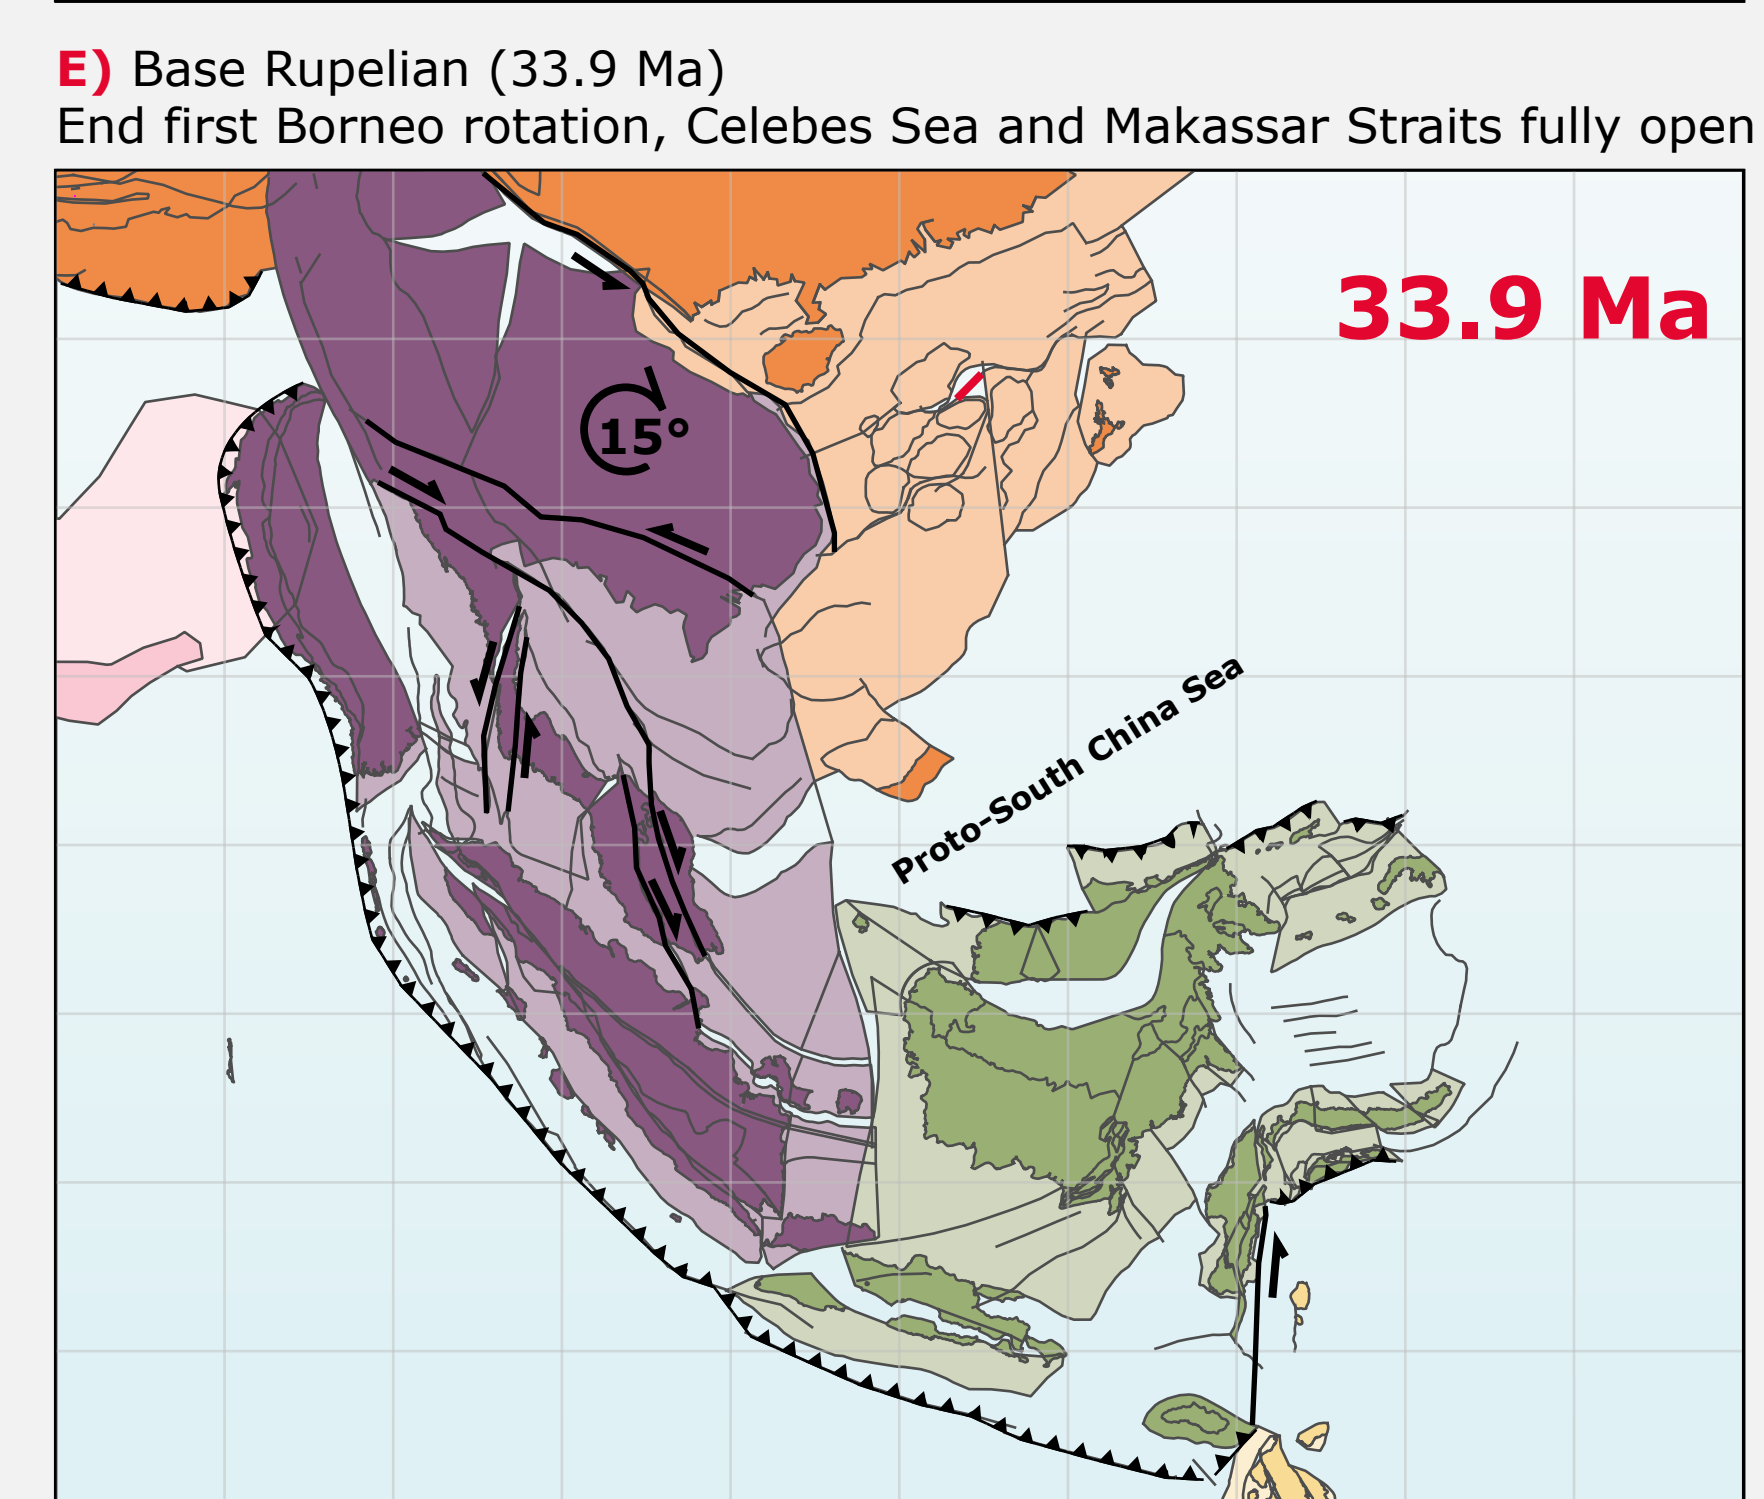 E) Base Rupelian (33.9 Ma)
End first Borneo rotation, Celebes Sea and Makassar Straits fully open
33.9 Ma
15°
Proto-South China Sea